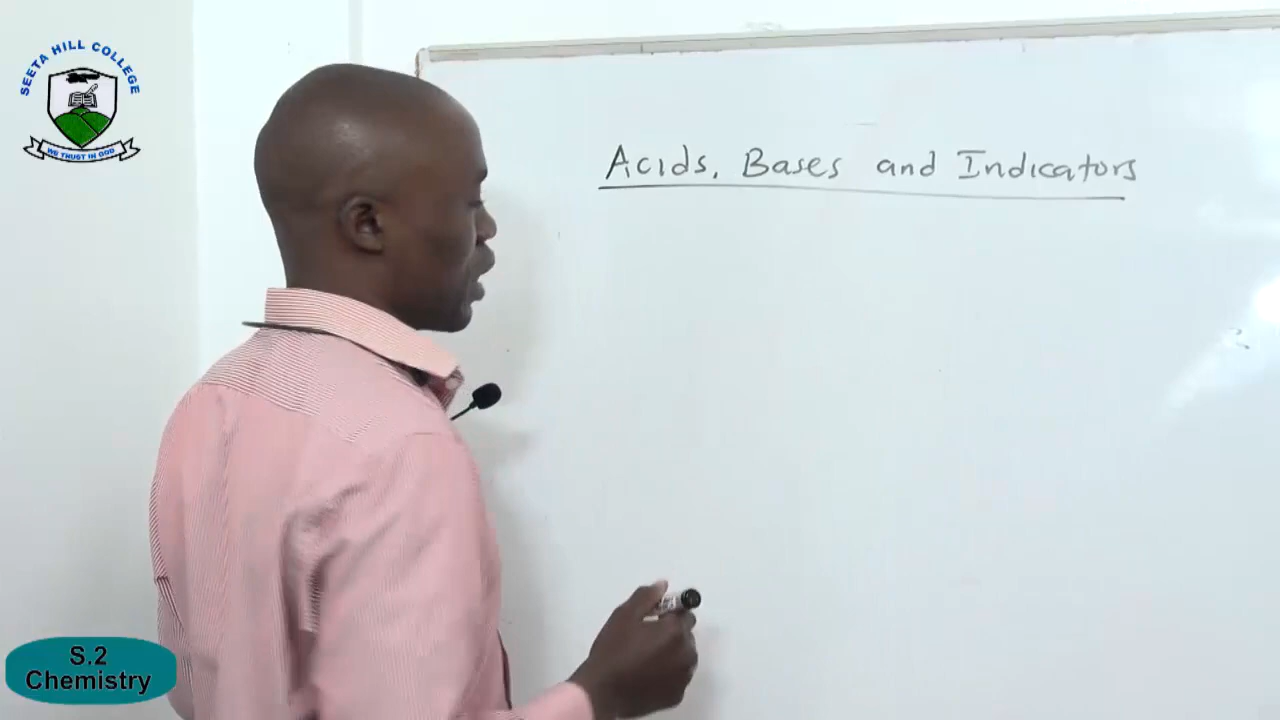 SEETA HILL COLLEGE
WE TRUST IN GOD
Acids, Bases and Indicators
S.2
Chemistry